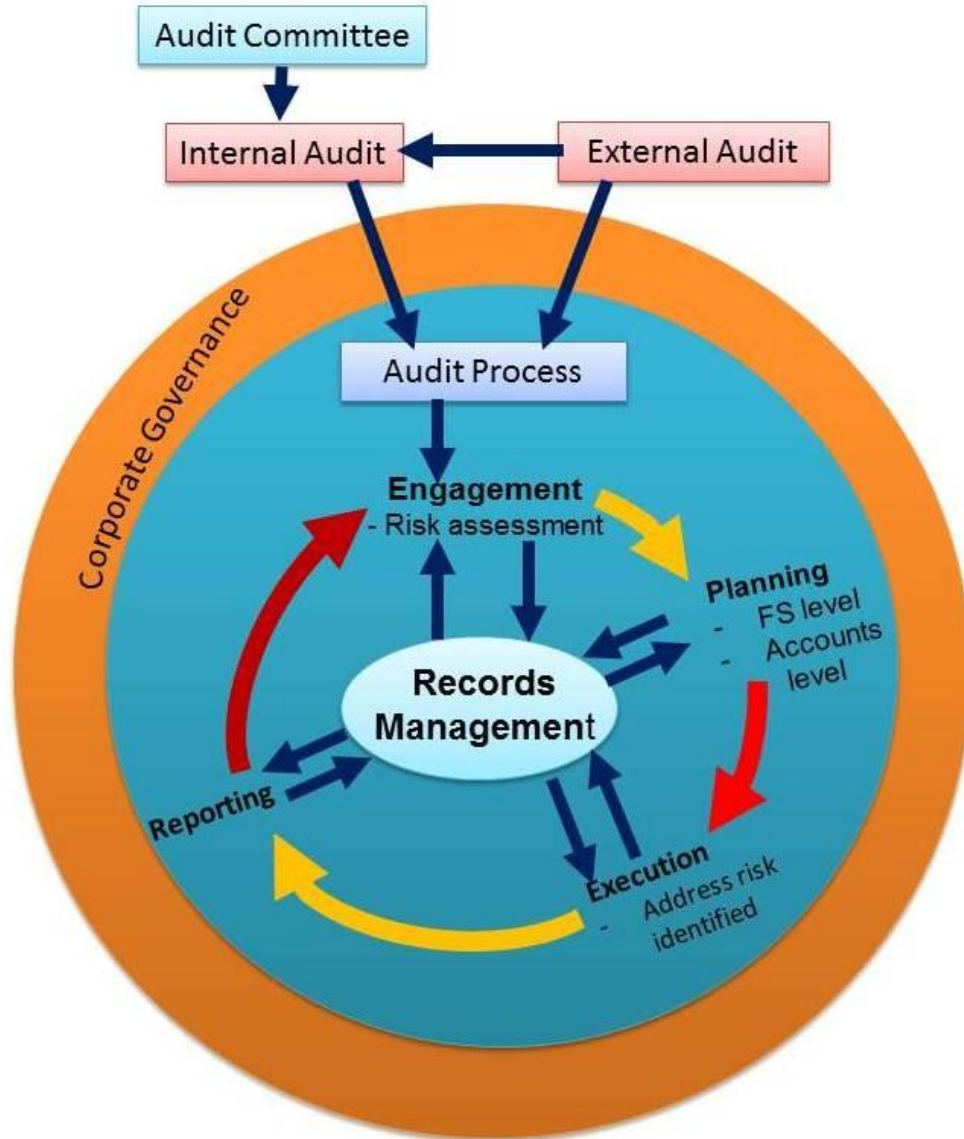 Audit Committee
Internal Audit
External Audit
Corporate Governance
Audit Process
Engagement
- Risk assessment
Planning
- FS level
- Accounts
level
Records
Management
Reporting
Execution
- Address risk
identified